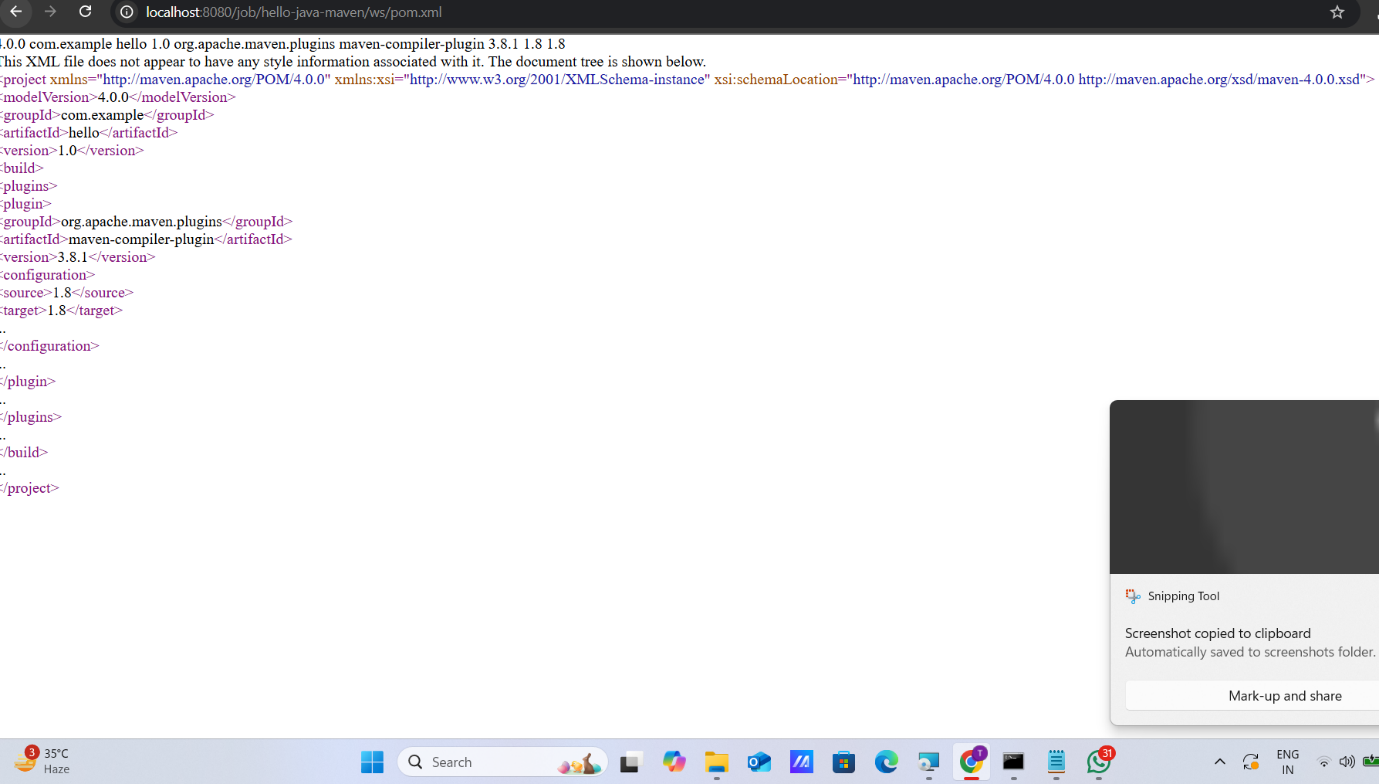 localhost:8080/job/hello-java-maven/ws/pom.xml
4.0.0 com.example hello 1.0 org.apache.maven.plugins maven-compiler-plugin 3.8.1 1.8 1.8
This XML file does not appear to have any style information associated with it. The document tree is shown below.
<project xmlns="http://maven.apache.org/POM/4.0.0" xmlns:xsi="http://www.w3.org/2001/XMLSchema-instance" xsi:schemaLocation="http://maven.apache.org/POM/4.0.0 http://maven.apache.org/xsd/maven-4.0.0.xsd">
<modelVersion>4.0.0</modelVersion>
<groupId>com.example</groupId>
<artifactId>hello</artifactId>
<version>1.0</version>
<build>
<plugins>
<plugin>
<groupId>org.apache.maven.plugins</groupId>
<artifactId>maven-compiler-plugin</artifactId>
<version>3.8.1</version>
<configuration>
<source>1.8</source>
<target>1.8</target>
..
</configuration>
..
</plugin>
..
</plugins>
..
</build>
..
</project>
Snipping Tool
Screenshot copied to clipboard
Automatically saved to screenshots folder.
Mark-up and share
3
35°C
Haze
Search
T
31
ENG
IN